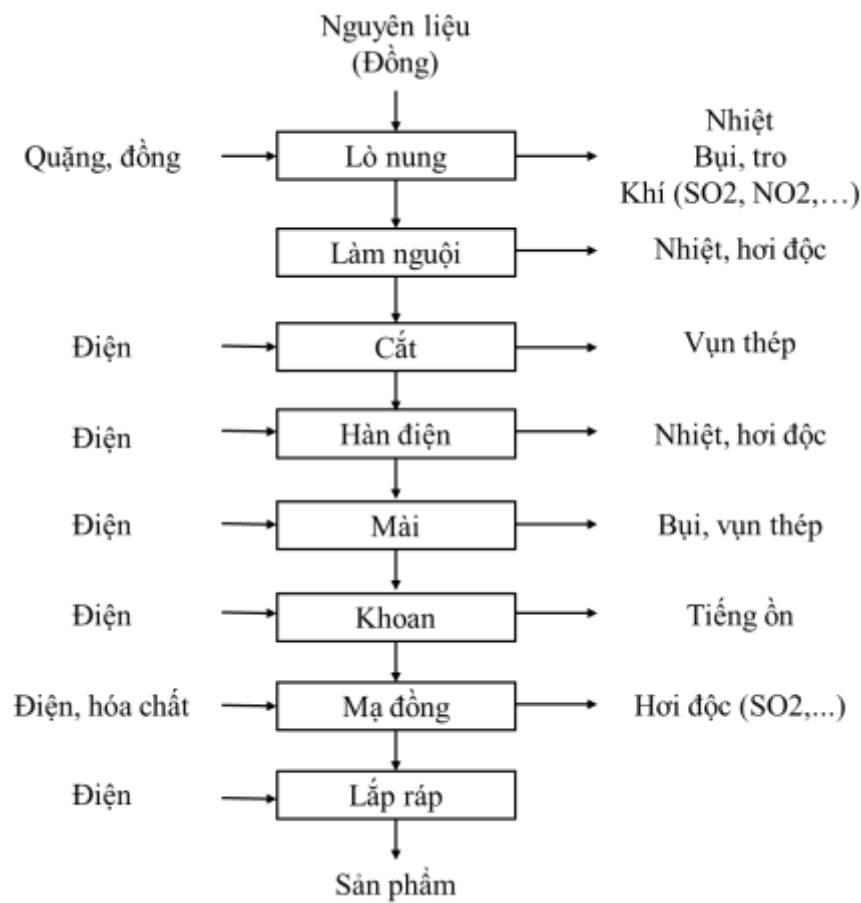 Nguyên liệu
(Đồng)
Nhiệt
Quặng, đồng
Lò nung
Bụi, tro
Khí (SO2, NO2,…)
Làm nguội
Nhiệt, hơi độc
Điện
Cắt
Vụn thép
Điện
Hàn điện
Nhiệt, hơi độc
Điện
Mài
Bụi, vụn thép
Điện
Khoan
Tiếng ồn
Điện, hóa chất
Mạ đồng
Hơi độc (SO2,...)
Điện
Lắp ráp
Sản phẩm